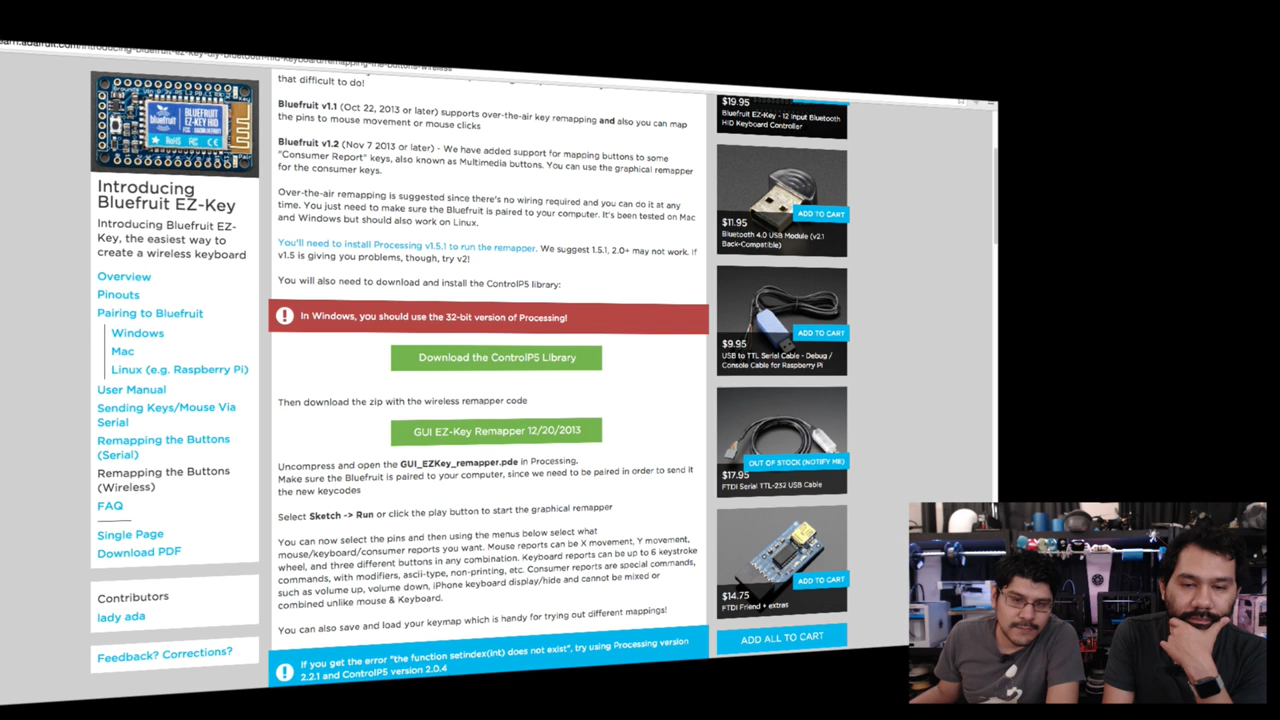 Introducing
Bluefruit EZ-Key
Introducing Bluefruit EZ-
Key, the easiest way to
create a wireless keyboard
Overview
Pinouts
Pairing to Bluefruit
Windows
Mac
Linux (e.g. Raspberry Pi)
User Manual
Sending Keys/Mouse Via
Serial
Remapping the Buttons
(Serial)
Remapping the Buttons
(Wireless)
FAQ
Single Page
Download PDF
Contributors
lady ada
Feedback? Corrections?
that difficult to do!
Bluefruit v1.1 (Oct 22, 2013 or later) supports over-the-air key remapping and also you can map
the pins to mouse movement or mouse clicks
Bluefruit v1.2 (Nov 7 2013 or later) - We have added support for mapping buttons to some
"Consumer Report" keys, also known as Multimedia buttons. You can use the graphical remapper
for the consumer keys.
Over-the-air remapping is suggested since there's no wiring required and you can do it at any
time. You just need to make sure the Bluefruit is paired to your computer. It's been tested on Mac
and Windows but should also work on Linux.
You'll need to install Processing v1.5.1 to run the remapper. We suggest 1.5.1, 2.0+ may not work. If
v1.5 is giving you problems, though, try v2!
You will also need to download and install the ControlP5 library:
In Windows, you should use the 32-bit version of Processing!
Download the ControlP5 Library
Then download the zip with the wireless remapper code
GUI EZ-Key Remapper 12/20/2013
Uncompress and open the GUI_EZKey_remapper.pde in Processing.
Make sure the Bluefruit is paired to your computer, since we need to be paired in order to send it
the new keycodes
Select Sketch -> Run or click the play button to start the graphical remapper
You can now select the pins and then using the menus below select what
mouse/keyboard/consumer reports you want. Mouse reports can be X movement, Y movement,
wheel, and three different buttons in any combination. Keyboard reports can be up to 6 keystroke
commands, with modifiers, ascii-type, non-printing, etc. Consumer reports are special commands,
such as volume up, volume down, iPhone keyboard display/hide and cannot be mixed or
combined unlike mouse & Keyboard.
You can also save and load your keymap which is handy for trying out different mappings!
If you get the error "the function setindex(int) does not exist", try using Processing version
2.2.1 and ControlP5 version 2.0.4
$19.95
Bluefruit EZ-Key - 12 Input Bluetooth
HID Keyboard Controller
ADD TO CART
$11.95
Bluetooth 4.0 USB Module (v2.1
Back-Compatible)
ADD TO CART
$9.95
USB to TTL Serial Cable - Debug /
Console Cable for Raspberry Pi
OUT OF STOCK (NOTIFY ME)
$17.95
FTDI Serial TTL-232 USB Cable
ADD TO CART
$14.75
FTDI Friend + extras
ADD ALL TO CART